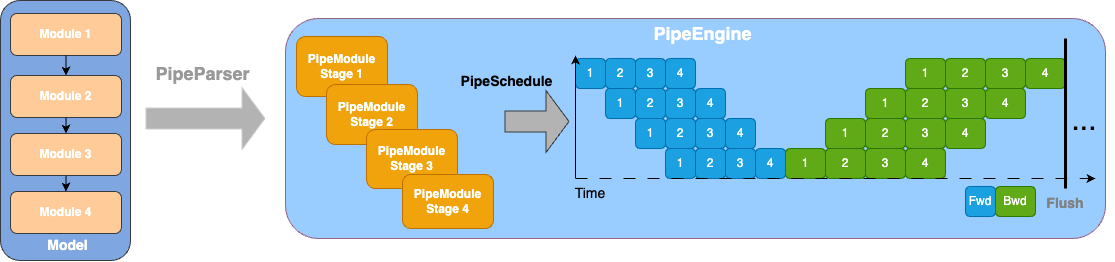 Module 1
Module 2
Module 3
Module 4
Model
PipeParser
PipeEngine
PipeModule
Stage 1
PipeModule
Stage 2
PipeModule
Stage 3
PipeModule
Stage 4
PipeSchedule
1 2 3 4 1 2 3 4
1 2 3 4 1 2 3 4
1 2 3 4 1 2 3 4
1 2 3 4 1 2 3 4
...
Time
Fwd Bwd
Flush